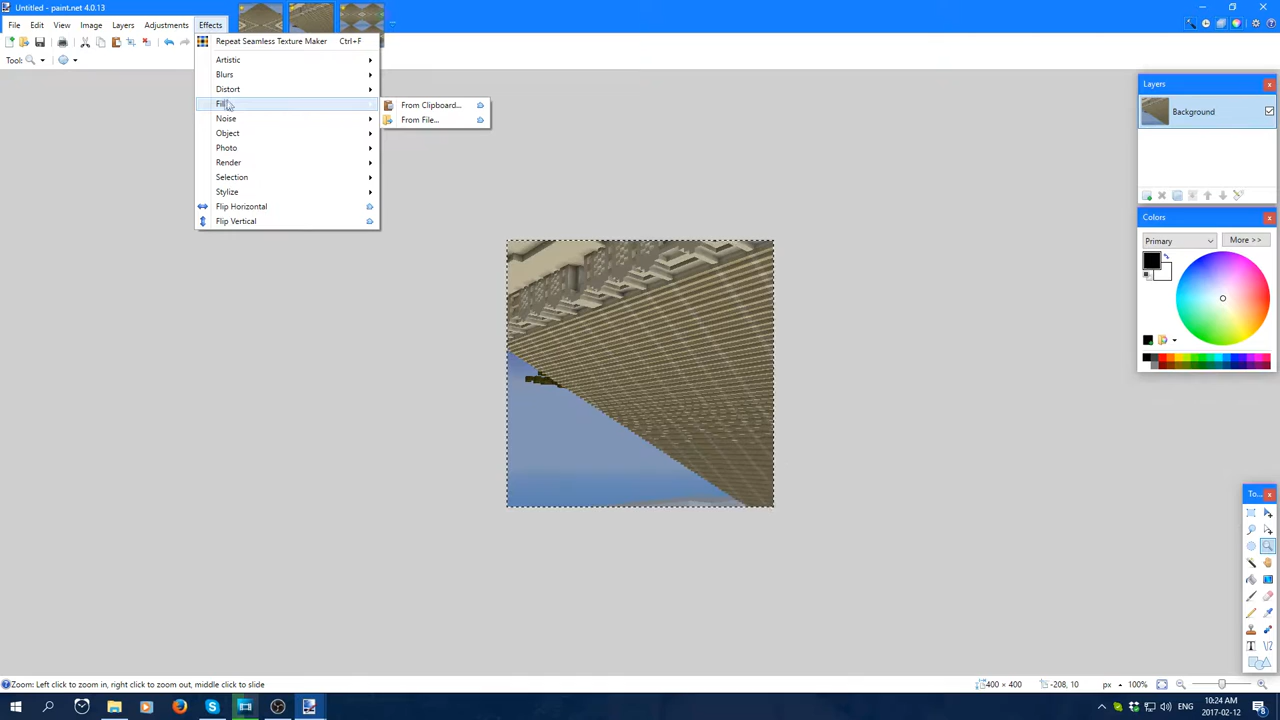 Untitled - paint.net 4.0.13
File Edit View Image Layers Adjustments Effects
Tool:
Repeat Seamless Texture Maker Ctrl+F
Artistic
Blurs
Distort
Fill
Noise
Object
Photo
Render
Selection
Stylize
Flip Horizontal
Flip Vertical
From Clipboard...
From File...
Layers
Background
Colors
Primary
More >>
To...
Zoom: Left click to zoom in, right click to zoom out, middle click to slide
400 × 400
-208, 10
px
100%
ENG
10:24 AM
2017-02-12
8